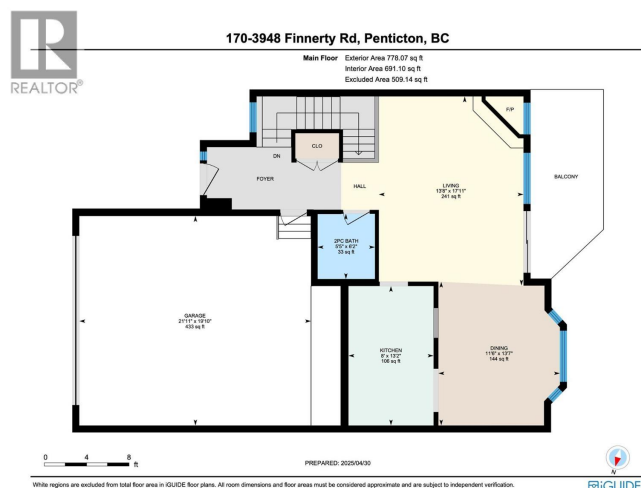 170-3948 Finnerty Rd, Penticton, BC
Main Floor Exterior Area 778.07 sq ft
Interior Area 691.10 sq ft
Excluded Area 509.14 sq ft
REALTOR®
F/P
CLO
DN
FOYER
HALL
LIVING
13'8" x 17'11"
241 sq ft
BALCONY
2PC BATH
5'5" x 6'2"
33 sq ft
GARAGE
21'11" x 19'10"
433 sq ft
KITCHEN
8' x 13'2"
106 sq ft
DINING
11'6" x 13'7"
144 sq ft
0 4 8
ft
PREPARED: 2025/04/30
N
White regions are excluded from total floor area in iGUIDE floor plans. All room dimensions and floor areas must be considered approximate and are subject to independent verification.
iGUIDE